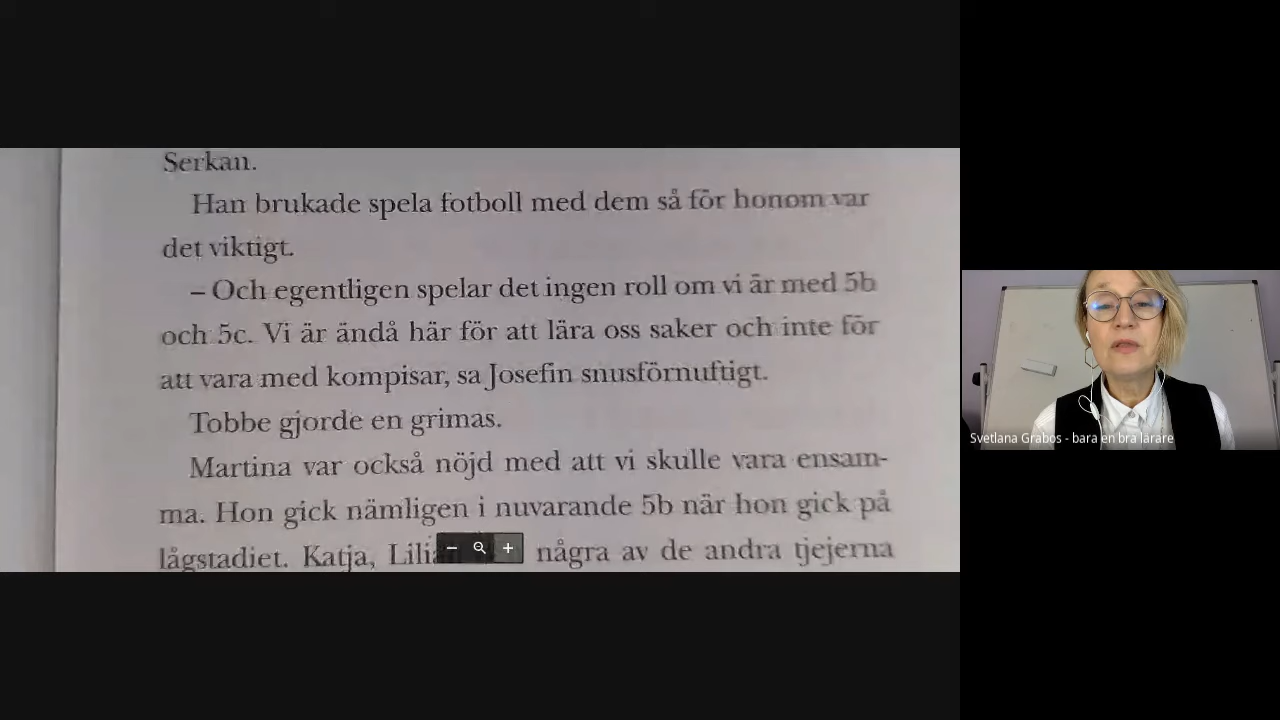 Serkan.
Han brukade spela fotboll med dem så för honom var
det viktigt.
– Och egentligen spelar det ingen roll om vi är med 5b
och 5c. Vi är ändå här för att lära oss saker och inte för
att vara med kompisar, sa Josefin snusförnuftigt.
Tobbe gjorde en grimas.
Martina var också nöjd med att vi skulle vara ensam-
ma. Hon gick nämligen i nuvarande 5b när hon gick på
lågstadiet. Katja, några av de andra tjejerna
Svetlana Grabos - bara en bra lärare